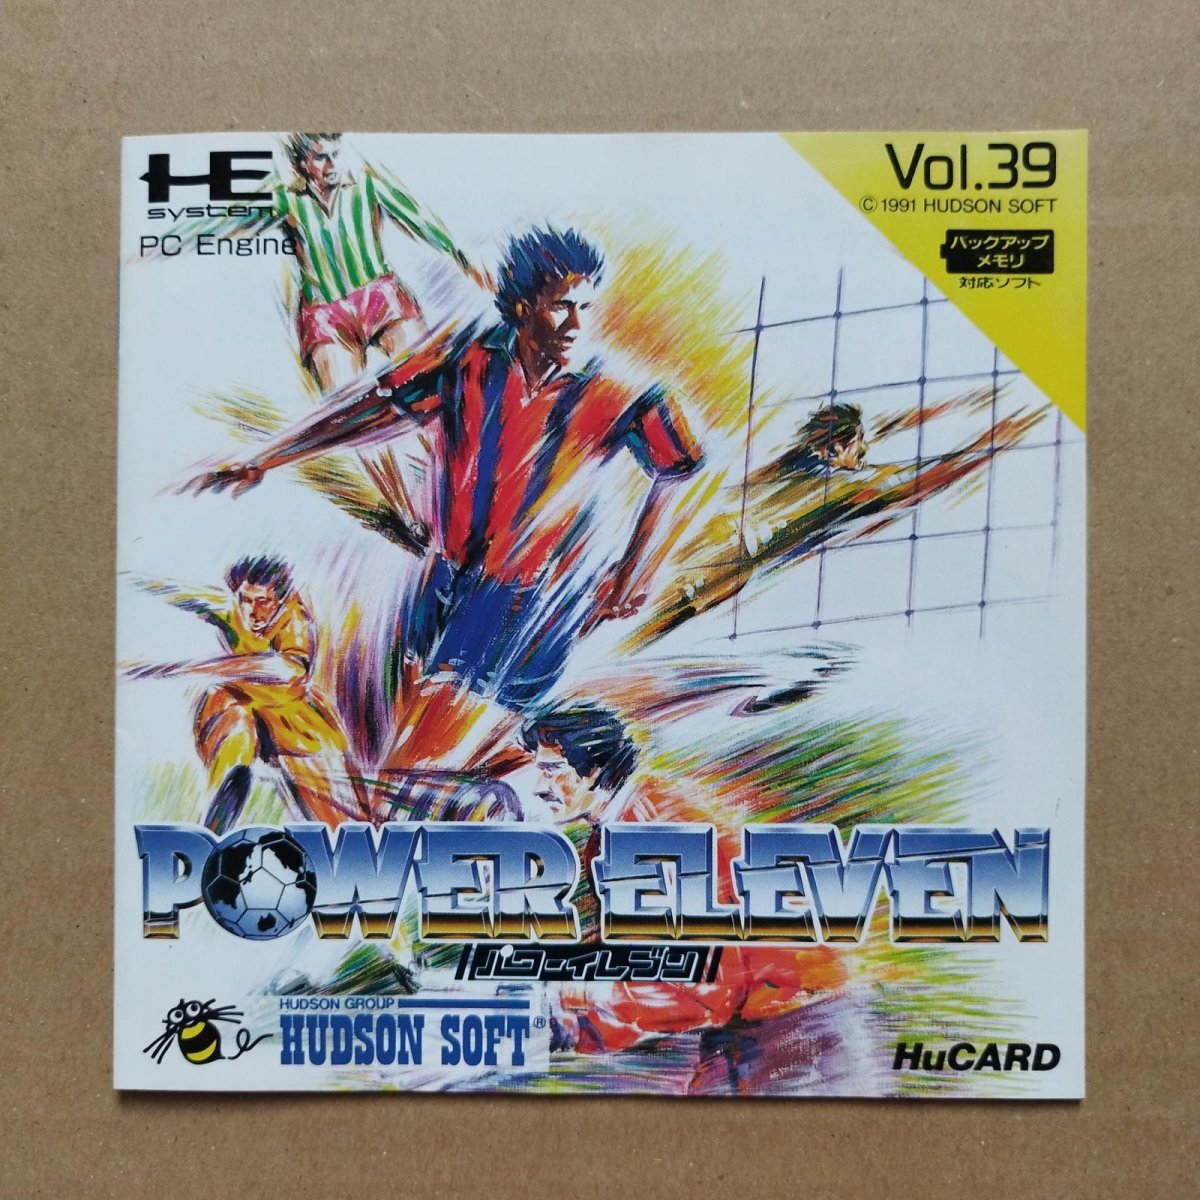 HE
system
PC Engine
Vol.39
© 1991 HUDSON SOFT
バックアップ
メモリ
対応ソフト
POWER ELEVEN
パワーイレブン
HUDSON GROUP
HUDSON SOFT®
HuCARD